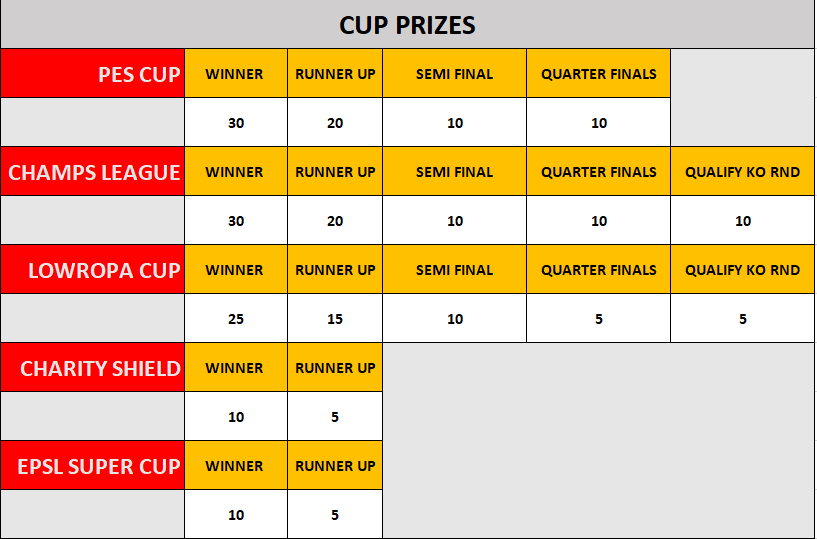 CUP PRIZES
PES CUP WINNER RUNNER UP SEMI FINAL QUARTER FINALS
30 20 10 10
CHAMPS LEAGUE WINNER RUNNER UP SEMI FINAL QUARTER FINALS QUALIFY KO RND
30 20 10 10 10
LOWROPA CUP WINNER RUNNER UP SEMI FINAL QUARTER FINALS QUALIFY KO RND
25 15 10 5 5
CHARITY SHIELD WINNER RUNNER UP
10 5
EPSL SUPER CUP WINNER RUNNER UP
10 5